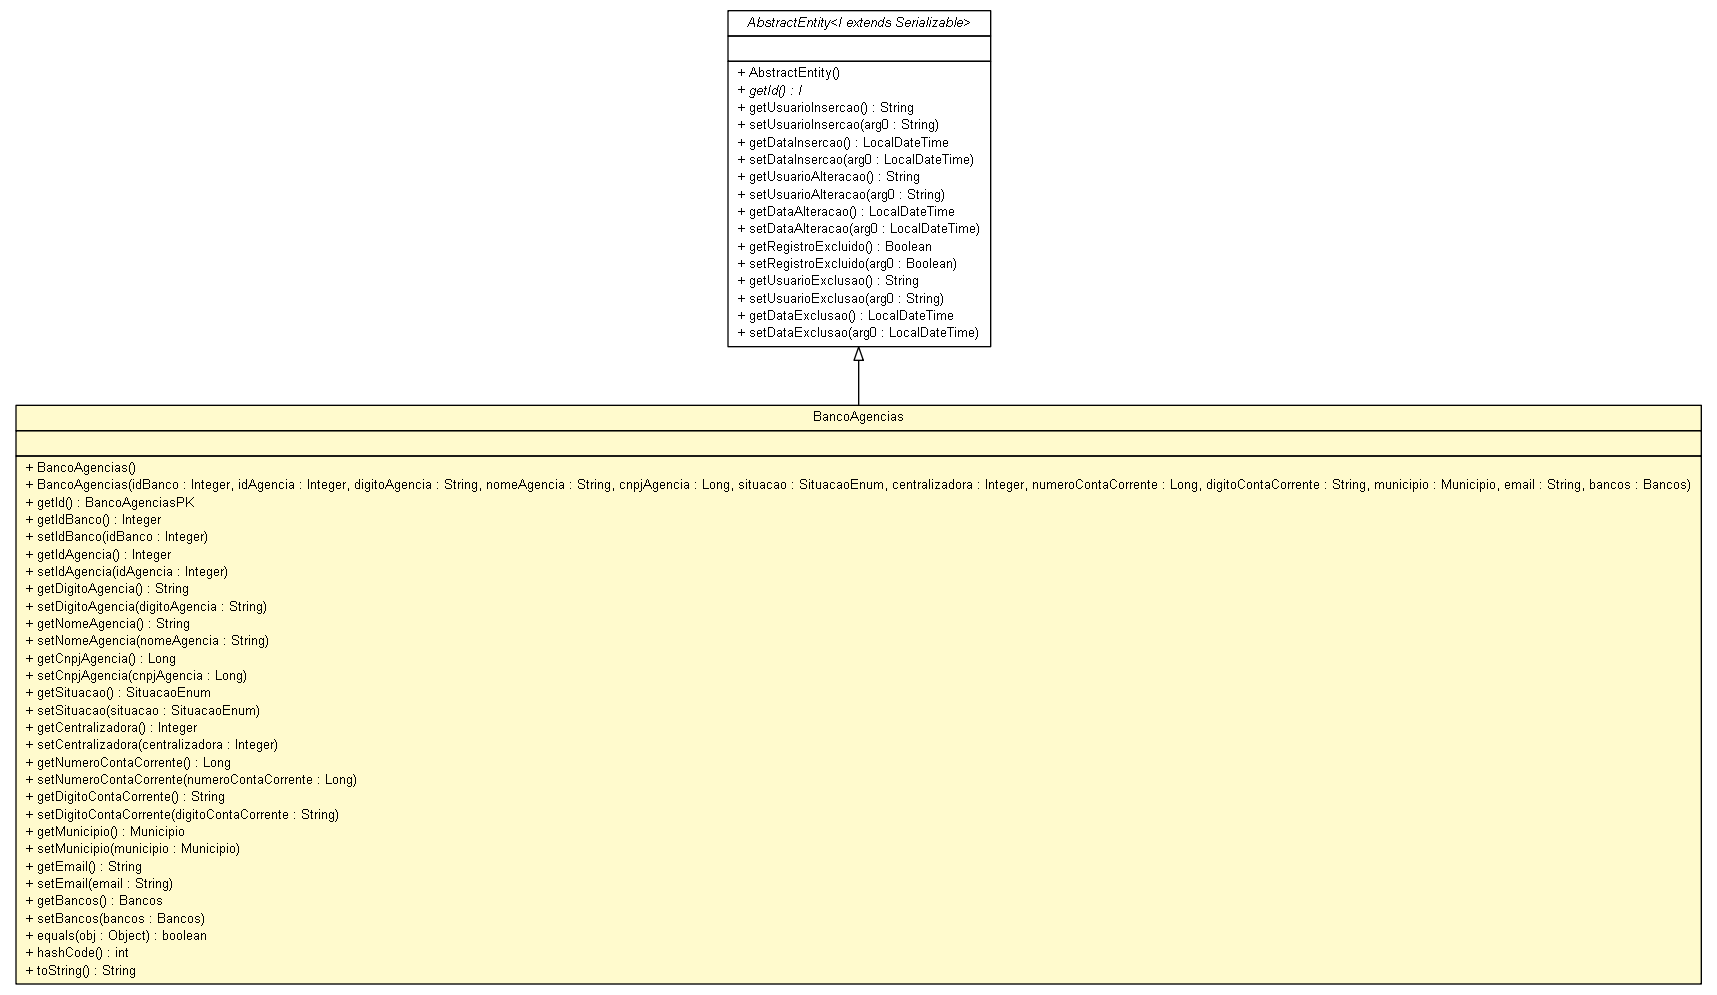 AbstractEntity<I extends Serializable>
+ AbstractEntity()
+ getId() : I
+ getUsuarioInsercao() : String
+ setUsuarioInsercao(arg0 : String)
+ getDataInsercao() : LocalDateTime
+ setDataInsercao(arg0 : LocalDateTime)
+ getUsuarioAlteracao() : String
+ setUsuarioAlteracao(arg0 : String)
+ getDataAlteracao() : LocalDateTime
+ setDataAlteracao(arg0 : LocalDateTime)
+ getRegistroExcluido() : Boolean
+ setRegistroExcluido(arg0 : Boolean)
+ getUsuarioExclusao() : String
+ setUsuarioExclusao(arg0 : String)
+ getDataExclusao() : LocalDateTime
+ setDataExclusao(arg0 : LocalDateTime)
BancoAgencias
+ BancoAgencias()
+ BancoAgencias(idBanco : Integer, idAgencia : Integer, digitoAgencia : String, nomeAgencia : String, cnpjAgencia : Long, situacao : SituacaoEnum, centralizadora : Integer, numeroContaCorrente : Long, digitoContaCorrente : String, municipio : Municipio, email : String, bancos : Bancos)
+ getId() : BancoAgenciasPK
+ getIdBanco() : Integer
+ setIdBanco(idBanco : Integer)
+ getIdAgencia() : Integer
+ setIdAgencia(idAgencia : Integer)
+ getDigitoAgencia() : String
+ setDigitoAgencia(digitoAgencia : String)
+ getNomeAgencia() : String
+ setNomeAgencia(nomeAgencia : String)
+ getCnpjAgencia() : Long
+ setCnpjAgencia(cnpjAgencia : Long)
+ getSituacao() : SituacaoEnum
+ setSituacao(situacao : SituacaoEnum)
+ getCentralizadora() : Integer
+ setCentralizadora(centralizadora : Integer)
+ getNumeroContaCorrente() : Long
+ setNumeroContaCorrente(numeroContaCorrente : Long)
+ getDigitoContaCorrente() : String
+ setDigitoContaCorrente(digitoContaCorrente : String)
+ getMunicipio() : Municipio
+ setMunicipio(municipio : Municipio)
+ getEmail() : String
+ setEmail(email : String)
+ getBancos() : Bancos
+ setBancos(bancos : Bancos)
+ equals(obj : Object) : boolean
+ hashCode() : int
+ toString() : String